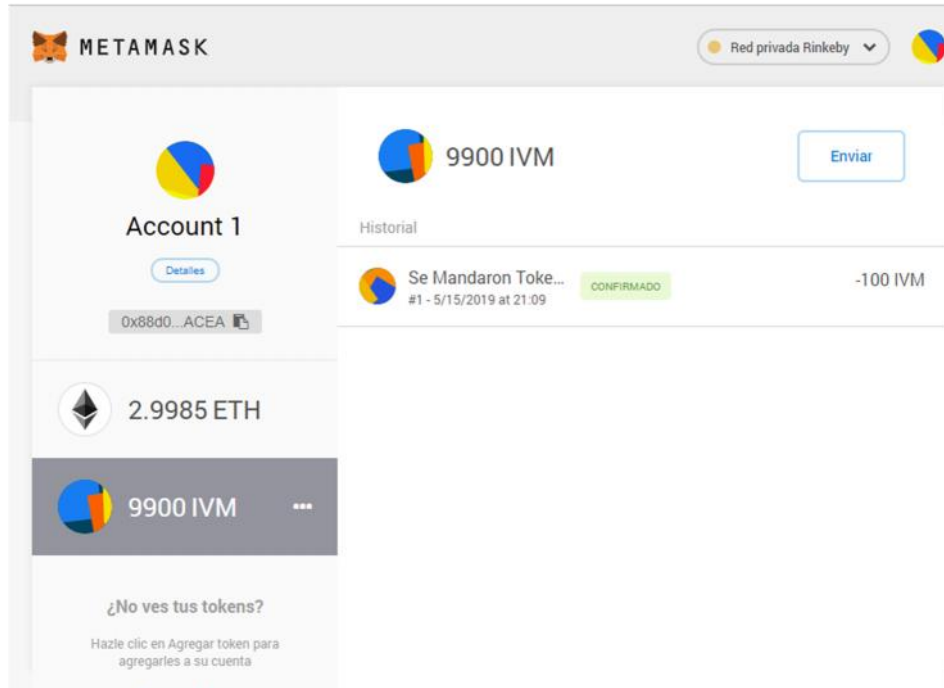 METAMASK
Red privada Rinkeby
Account 1
Detalles
0x88d0...ACEA
2.9985 ETH
9900 IVM
¿No ves tus tokens?
Hazle clic en Agregar token para
agregarles a su cuenta
9900 IVM
Enviar
Historial
Se Mandaron Toke...
CONFIRMADO
-100 IVM
#1 - 5/15/2019 at 21:09